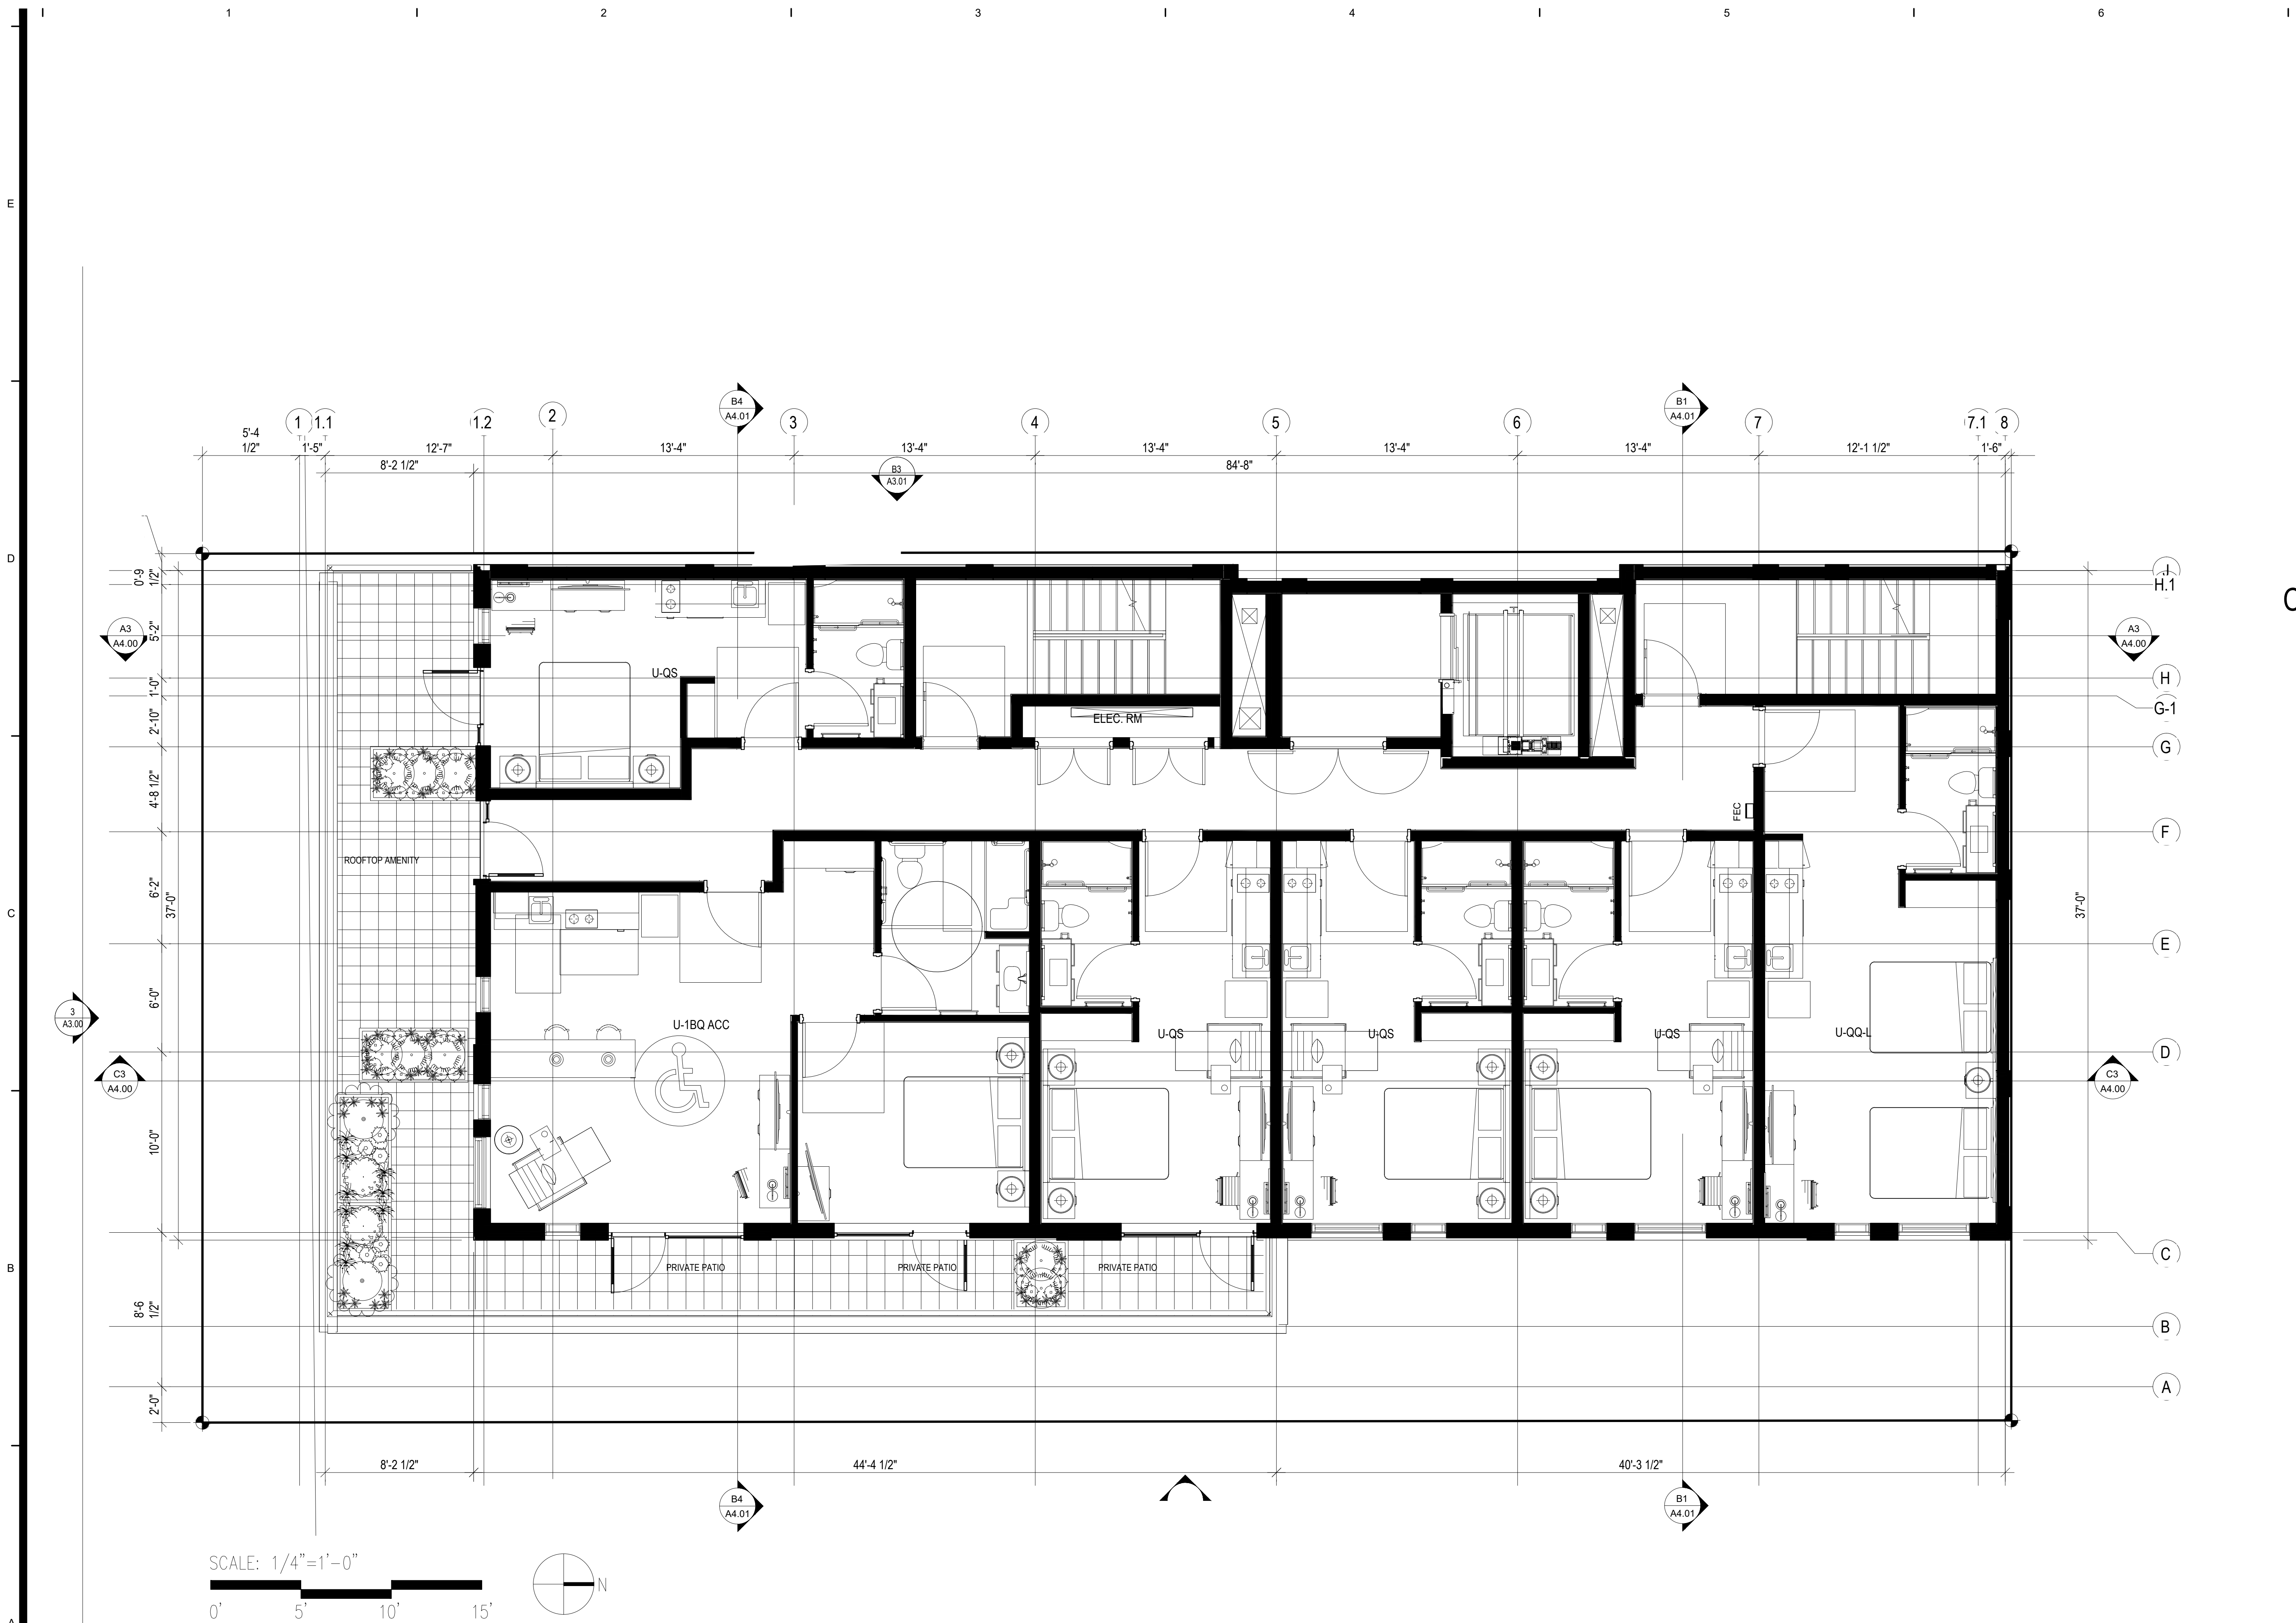 1 2 3 4 5 6
E
D
C
B
A
1 1.1 1.2 2 3 4 5 6 7 7.1 8
B4
A4.01
B1
A4.01
5'-4
1/2"
1'-5" 12'-7" 13'-4" 13'-4" 13'-4" 13'-4" 13'-4" 12'-1 1/2" 1'-6"
8'-2 1/2" 84'-8"
B3
A3.01
0'-9
1/2"
5'-2"
1'-0"
2'-10"
4'-8 1/2"
6'-2"
37'-0"
6'-0"
10'-0"
8'-6
1/2"
2'-0"
A3
A4.00
3
A3.00
C3
A4.00
U-QS
ELEC. RM
FEC
ROOFTOP AMENITY
U-1BQ ACC
U-QS
U-QS
U-QS
U-QQ-L
PRIVATE PATIO
PRIVATE PATIO
PRIVATE PATIO
I
H.1
A3
A4.00
H
G-1
G
F
37'-0"
E
D
C3
A4.00
C
B
A
C
8'-2 1/2" 44'-4 1/2" 40'-3 1/2"
B4
A4.01
B1
A4.01
SCALE: 1/4"=1'-0"
0' 5' 10' 15'
N